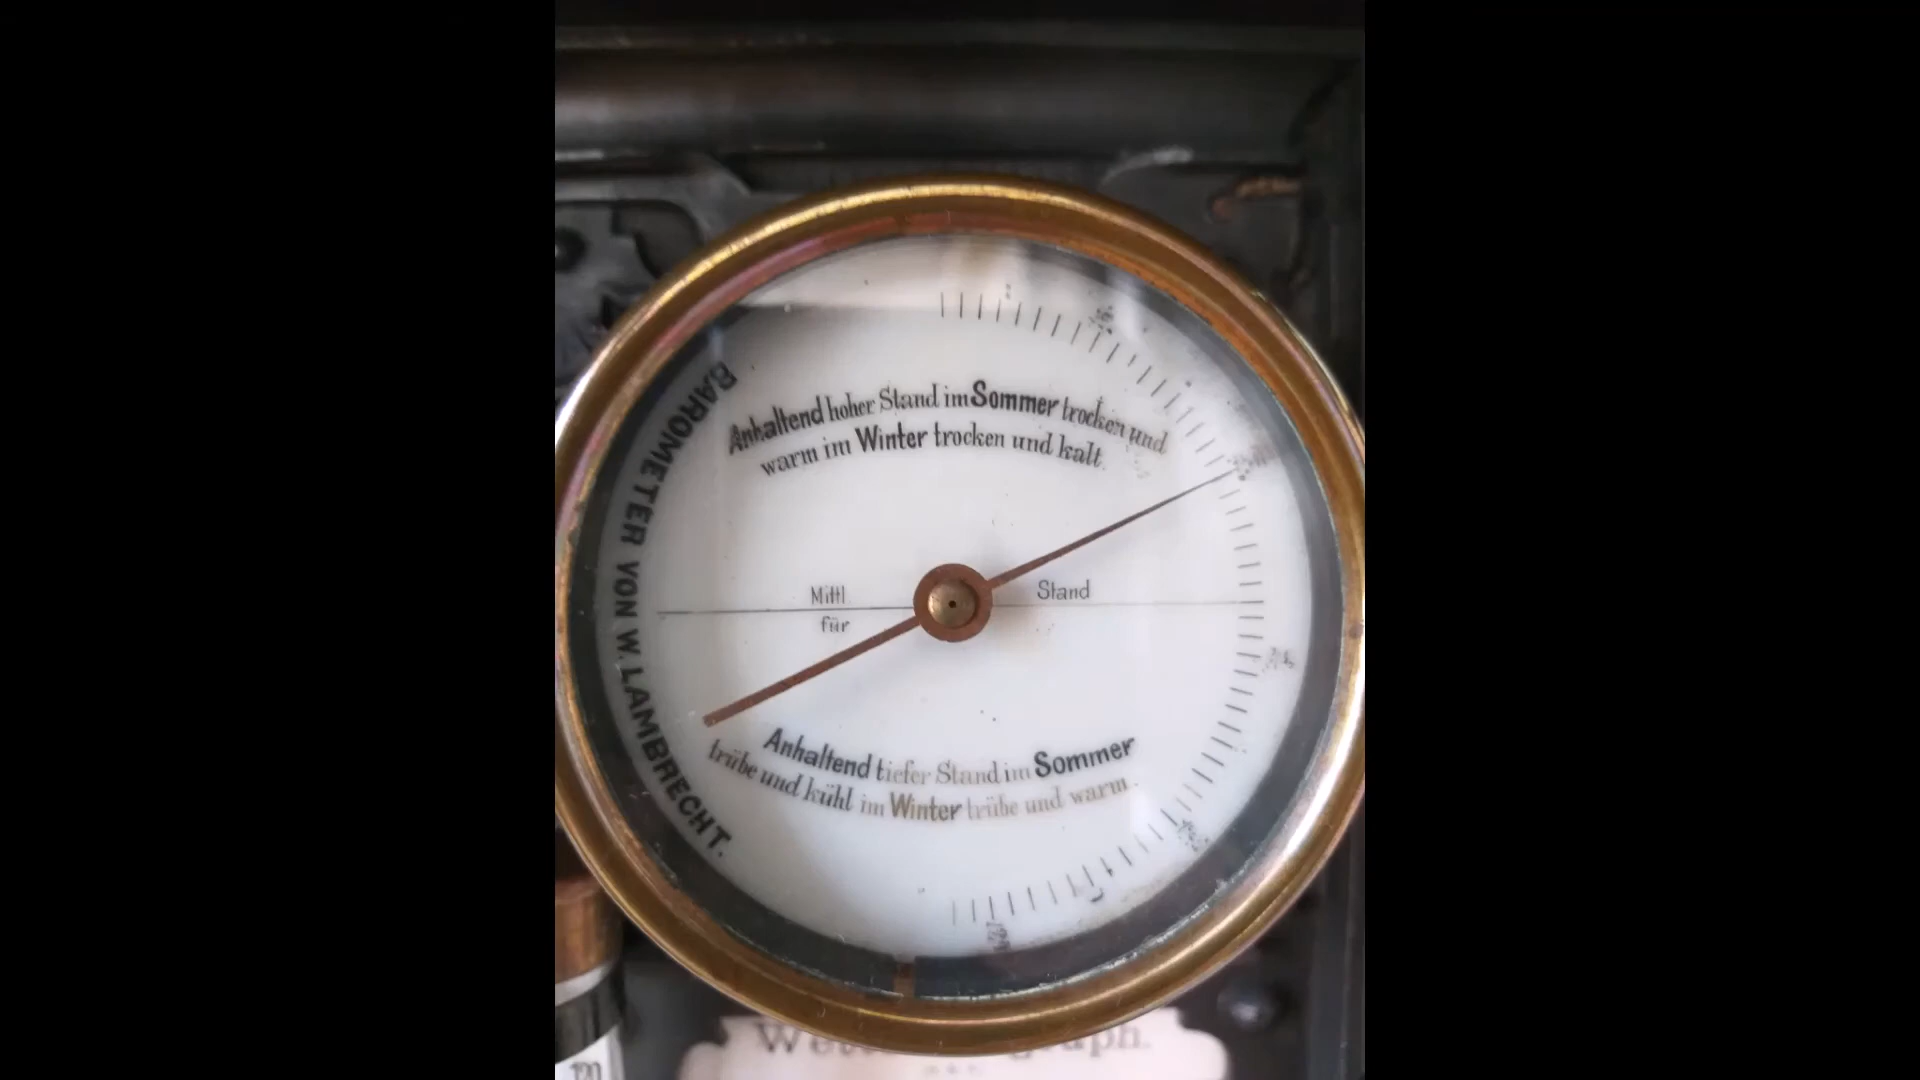 BAROMETER VON W. LAMBRECHT.
Anhaltend hoher Stand im Sommer trocken und
warm im Winter trocken und kalt.
Mittl. Stand
für
Anhaltend tiefer Stand im Sommer
trübe und kühl im Winter trübe und warm.
120